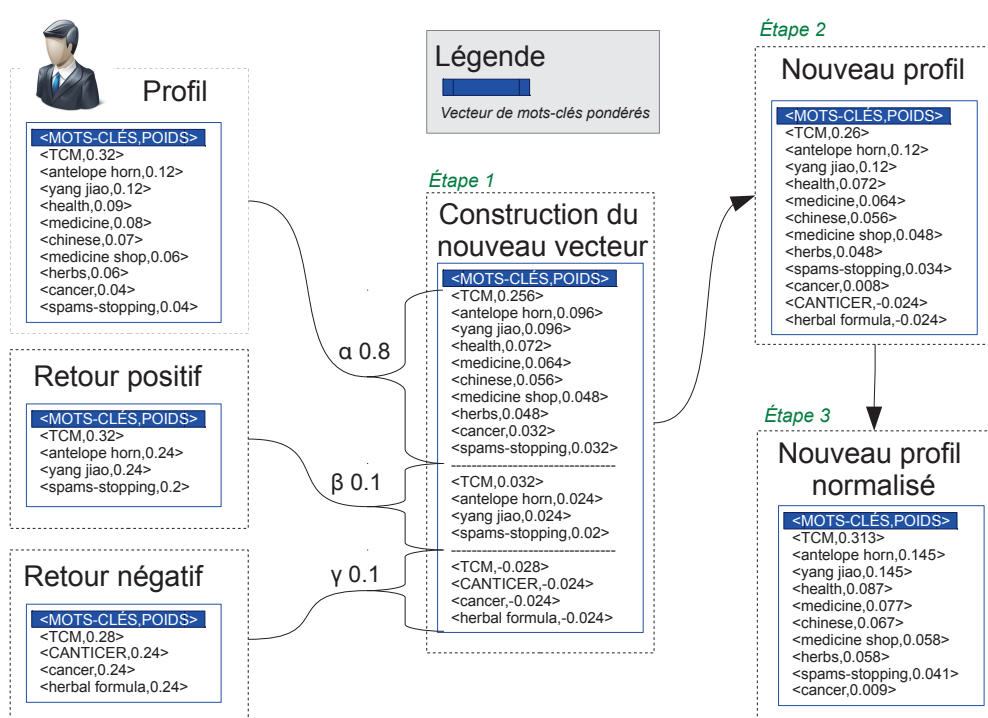 Profil
<MOTS-CLÉS,POIDS>
<TCM,0.32>
<antelope horn,0.12>
<yang jiao,0.12>
<health,0.09>
<medicine,0.08>
<chinese,0.07>
<medicine shop,0.06>
<herbs,0.06>
<cancer,0.04>
<spams-stopping,0.04>
Retour positif
<MOTS-CLÉS,POIDS>
<TCM,0.32>
<antelope horn,0.24>
<yang jiao,0.24>
<spams-stopping,0.2>
Retour négatif
<MOTS-CLÉS,POIDS>
<TCM,0.28>
<CANTICER,0.24>
<cancer,0.24>
<herbal formula,0.24>
α 0.8
β 0.1
γ 0.1
Légende
Vecteur de mots-clés pondérés
Étape 1
Construction du
nouveau vecteur
<MOTS-CLÉS,POIDS>
<TCM,0.256>
<antelope horn,0.096>
<yang jiao,0.096>
<health,0.072>
<medicine,0.064>
<chinese,0.056>
<medicine shop,0.048>
<herbs,0.048>
<cancer,0.032>
<spams-stopping,0.032>
<TCM,0.032>
<antelope horn,0.024>
<yang jiao,0.024>
<spams-stopping,0.02>
<TCM,-0.028>
<CANTICER,-0.024>
<cancer,-0.024>
<herbal formula,-0.024>
Étape 2
Nouveau profil
<MOTS-CLÉS,POIDS>
<TCM,0.26>
<antelope horn,0.12>
<yang jiao,0.12>
<health,0.072>
<medicine,0.064>
<chinese,0.056>
<medicine shop,0.048>
<herbs,0.048>
<spams-stopping,0.034>
<cancer,0.008>
<CANTICER,-0.024>
<herbal formula,-0.024>
Étape 3
Nouveau profil
normalisé
<MOTS-CLÉS,POIDS>
<TCM,0.313>
<antelope horn,0.145>
<yang jiao,0.145>
<health,0.087>
<medicine,0.077>
<chinese,0.067>
<medicine shop,0.058>
<herbs,0.058>
<spams-stopping,0.041>
<cancer,0.009>